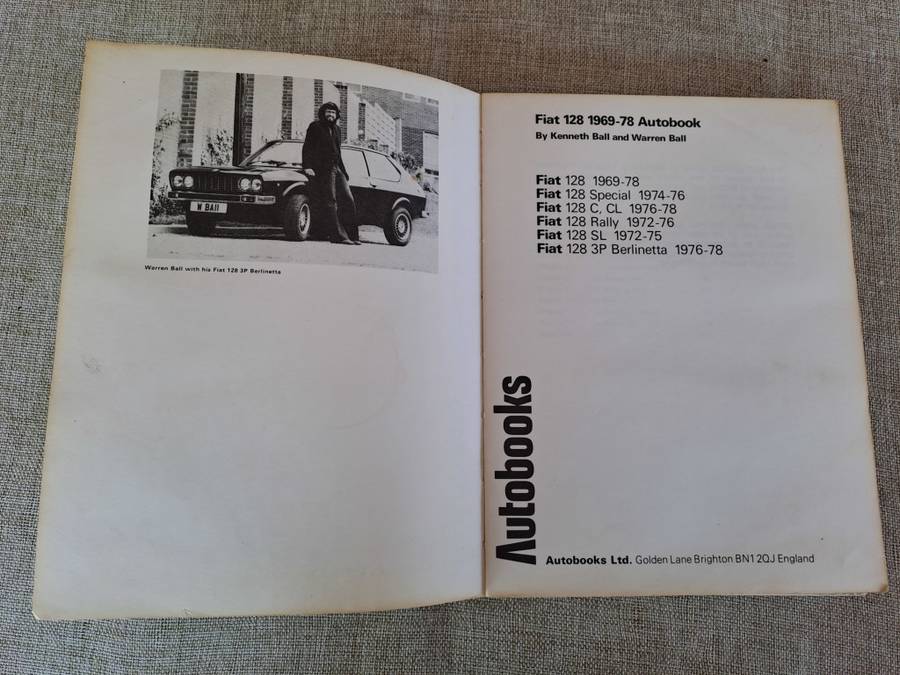 W BAll
Warren Ball with his Fiat 128 3P Berlinetta
Fiat 128 1969-78 Autobook
By Kenneth Ball and Warren Ball
Fiat 128 1969-78
Fiat 128 Special 1974-76
Fiat 128 C, CL 1976-78
Fiat 128 Rally 1972-76
Fiat 128 SL 1972-75
Fiat 128 3P Berlinetta 1976-78
Autobooks
Autobooks Ltd. Golden Lane Brighton BN1 2QJ England